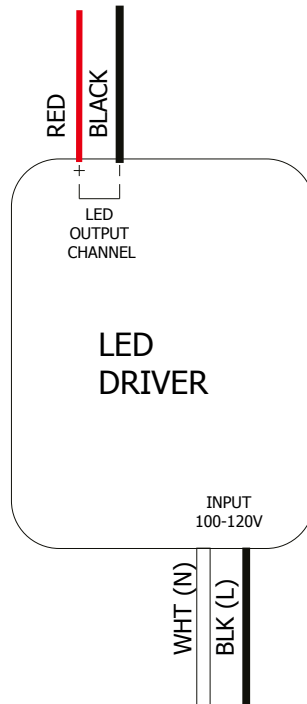 RED
BLACK
+
-
LED
OUTPUT
CHANNEL
LED
DRIVER
INPUT
100-120V
WHT (N)
BLK (L)